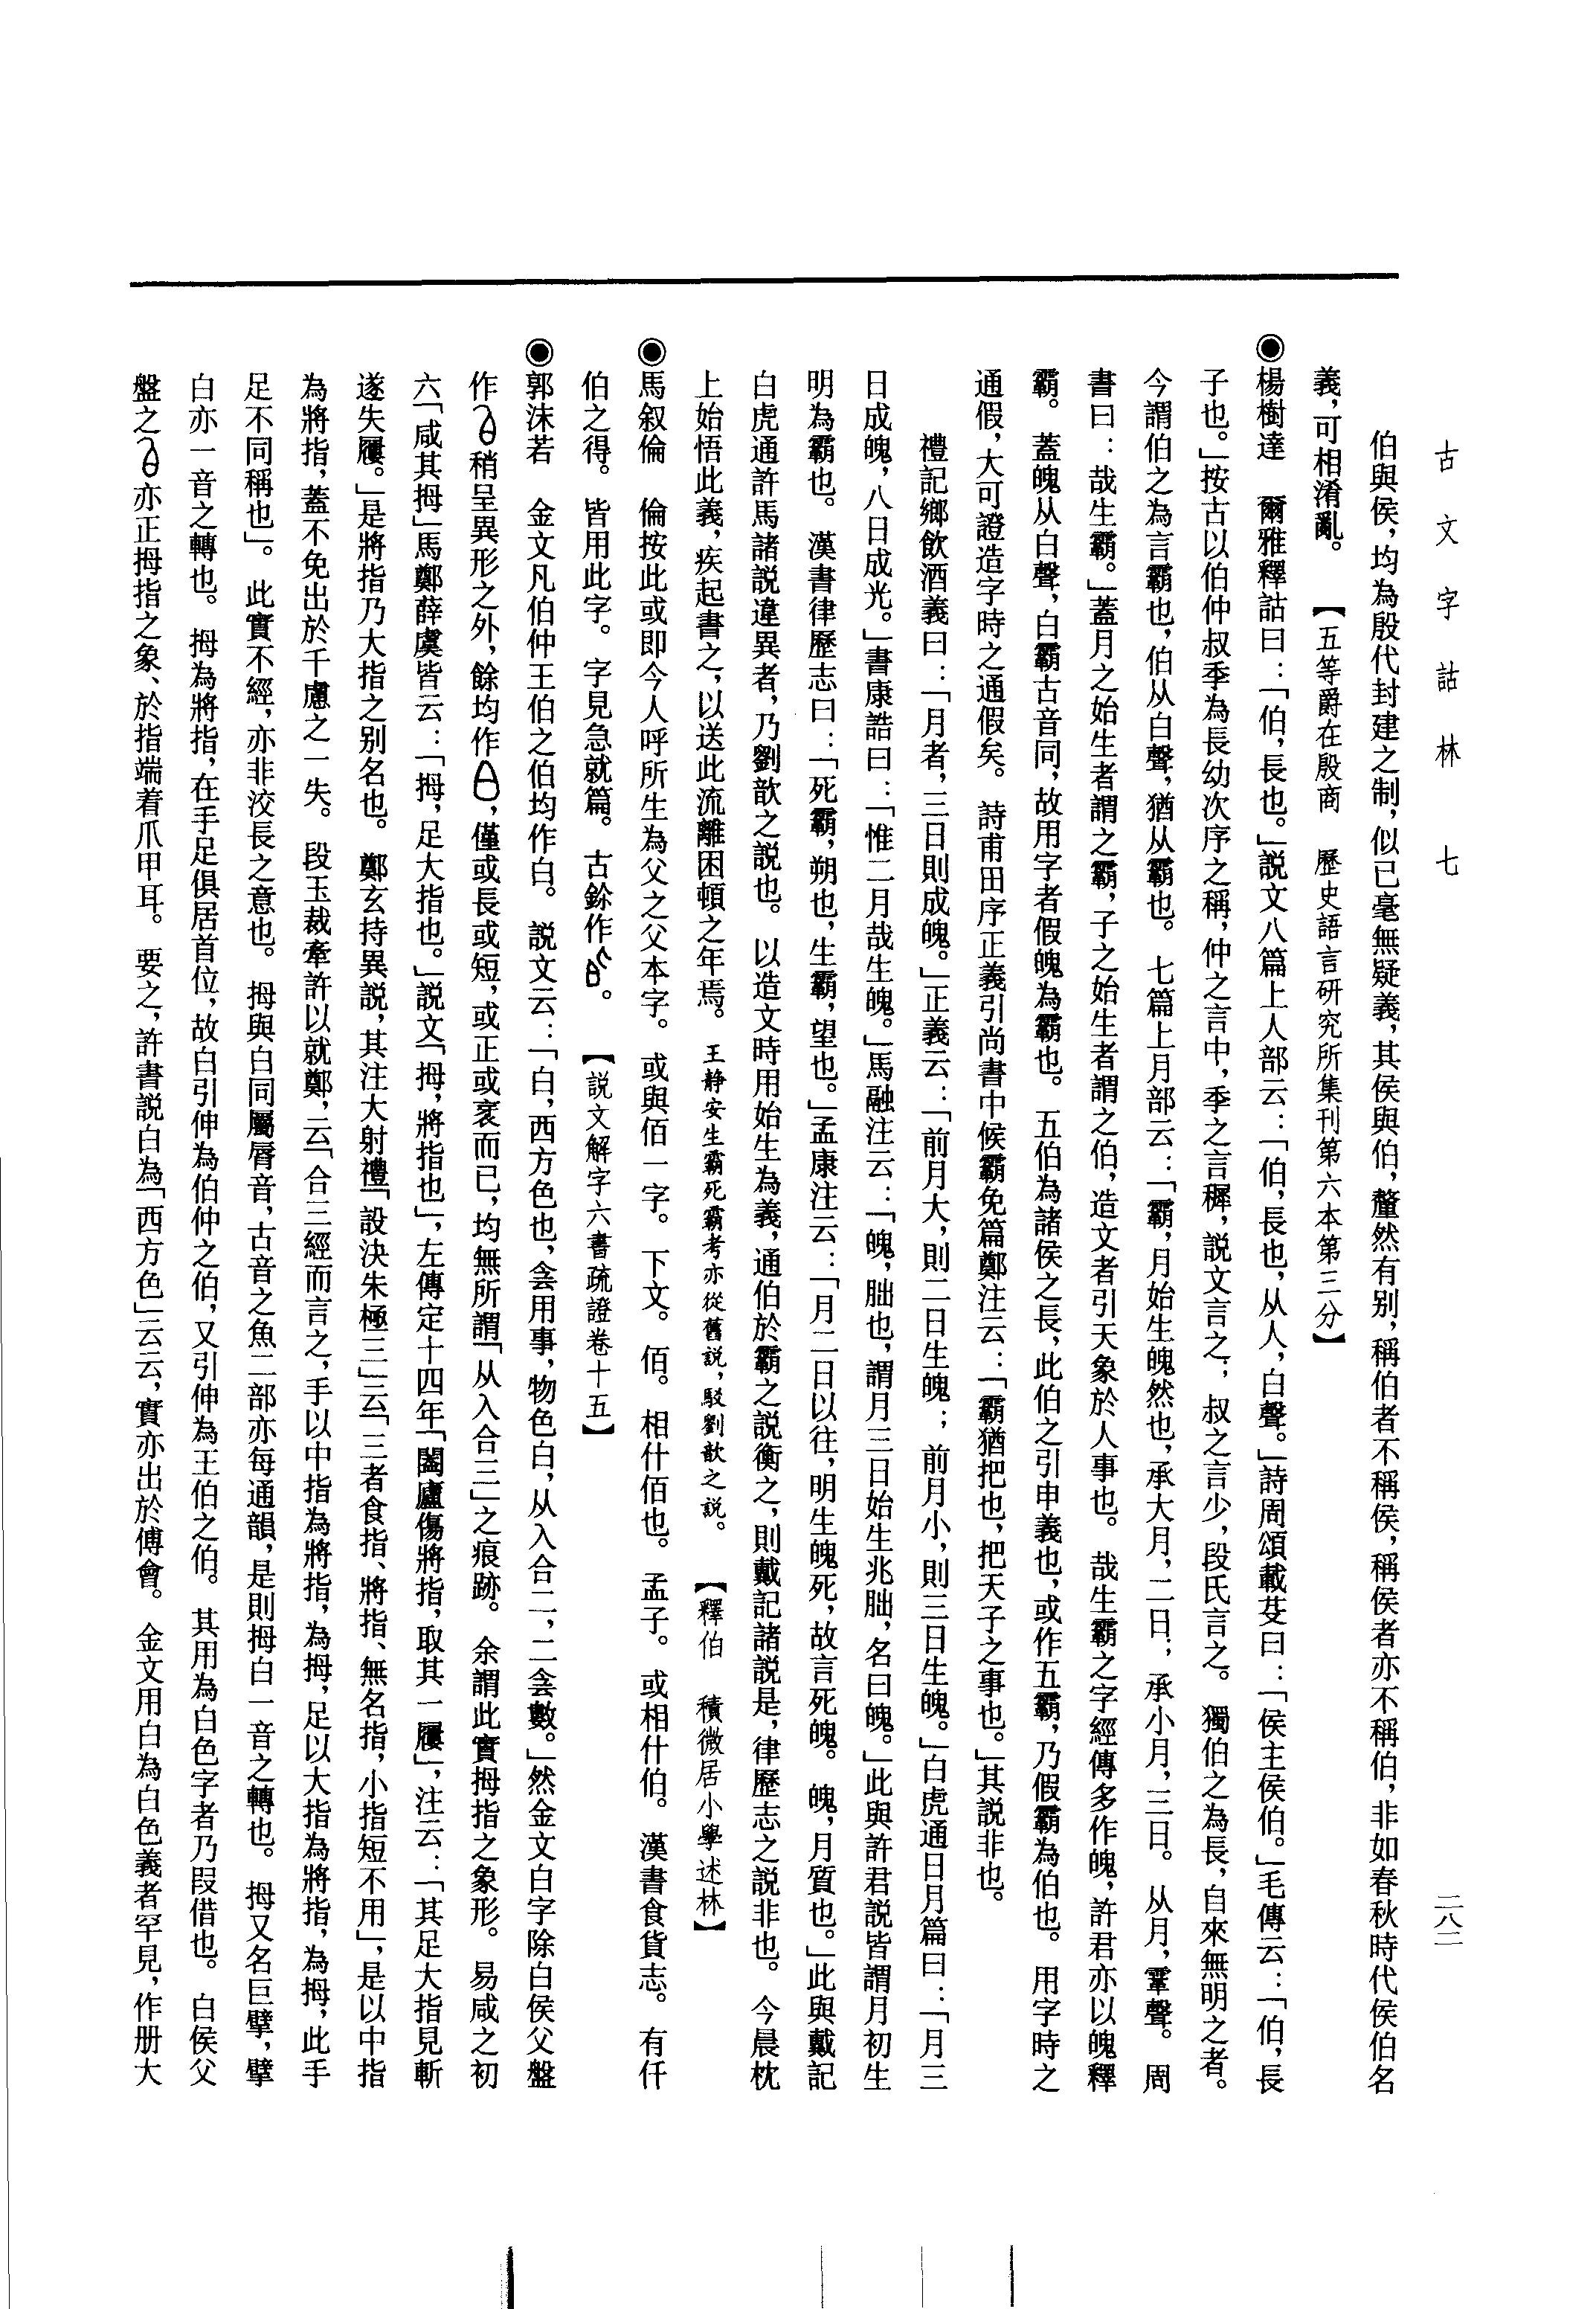 古文字詁林 七
二八二
伯與侯，均為殷代封建之制，似已毫無疑義，其侯與伯，釐然有別，稱伯者不稱侯，稱侯者亦不稱伯，非如春秋時代侯伯名
義，可相淆亂。 【五等爵在殷商 歷史語言研究所集刊第六本第三分】
◉楊樹達 爾雅釋詁曰：「伯，長也。」説文八篇上人部云：「伯，長也，从人，白聲。」詩周頌載芟曰：「侯主侯伯。」毛傳云：「伯，長
子也。」按古以伯仲叔季為長幼次序之稱，仲之言中，季之言穉，説文言之；叔之言少，段氏言之。獨伯之為長，自來無明之者。
今謂伯之為言霸也，伯从白聲，猶从霸也。七篇上月部云：「霸，月始生魄然也，承大月，二日；承小月，三日。从月，䨣聲。周
書曰：哉生霸。」蓋月之始生者謂之霸，子之始生者謂之伯，造文者引天象於人事也。哉生霸之字經傳多作魄，許君亦以魄釋
霸。蓋魄从白聲，白霸古音同，故用字者假魄為霸也。五伯為諸侯之長，此伯之引申義也，或作五霸，乃假霸為伯也。用字時之
通假，大可證造字時之通假矣。詩甫田序正義引尚書中候霸免篇鄭注云：「霸猶把也，把天子之事也。」其説非也。
禮記鄉飲酒義曰：「月者，三日則成魄。」正義云：「前月大，則二日生魄；前月小，則三日生魄。」白虎通日月篇曰：「月三
日成魄，八日成光。」書康誥曰：「惟二月哉生魄。」馬融注云：「魄，朏也，謂月三日始生兆朏，名曰魄。」此與許君説皆謂月初生
明為霸也。漢書律歷志曰：「死霸，朔也，生霸，望也。」孟康注云：「月二日以往，明生魄死，故言死魄。魄，月質也。」此與戴記
白虎通許馬諸説違異者，乃劉歆之説也。以造文時用始生為義，通伯於霸之説衡之，則戴記諸説是，律歷志之説非也。今晨枕
上始悟此義，疾起書之，以送此流離困頓之年焉。王静安生霸死霸考亦從舊説，駁劉歆之説。 【釋伯 積微居小學述林】
◉馬叙倫 倫按此或即今人呼所生為父之父本字。或與佰一字。下文。佰。相什佰也。孟子。或相什伯。漢書食貨志。有仟
伯之得。皆用此字。字見急就篇。古鉨作。 【説文解字六書疏證卷十五】
◉郭沫若 金文凡伯仲王伯之伯均作白。説文云：「白，西方色也，侌用事，物色白，从入合二，二侌數。」然金文白字除白侯父盤
作稍呈異形之外，餘均作，僅或長或短，或正或衺而已，均無所謂「从入合三」之痕跡。余謂此實拇指之象形。易咸之初
六「咸其拇」馬鄭薛虞皆云：「拇，足大指也。」説文「拇，將指也」，左傳定十四年「闔廬傷將指，取其一屨」，注云：「其足大指見斬
遂失屨。」是將指乃大指之别名也。鄭玄持異説，其注大射禮「設決朱極三」云「三者食指、將指、無名指，小指短不用」，是以中指
為將指，蓋不免出於千慮之一失。段玉裁牽許以就鄭，云「合三經而言之，手以中指為將指，為拇，足以大指為將指，為拇，此手
足不同稱也」。此實不經，亦非洨長之意也。拇與白同屬脣音，古音之魚二部亦每通韻，是則拇白一音之轉也。拇又名巨擘，擘
白亦一音之轉也。拇為將指，在手足俱居首位，故白引伸為伯仲之伯，又引伸為王伯之伯。其用為白色字者乃叚借也。白侯父
盤之亦正拇指之象、於指端着爪甲耳。要之，許書説白為「西方色」云云，實亦出於傅會。金文用白為白色義者罕見，作册大